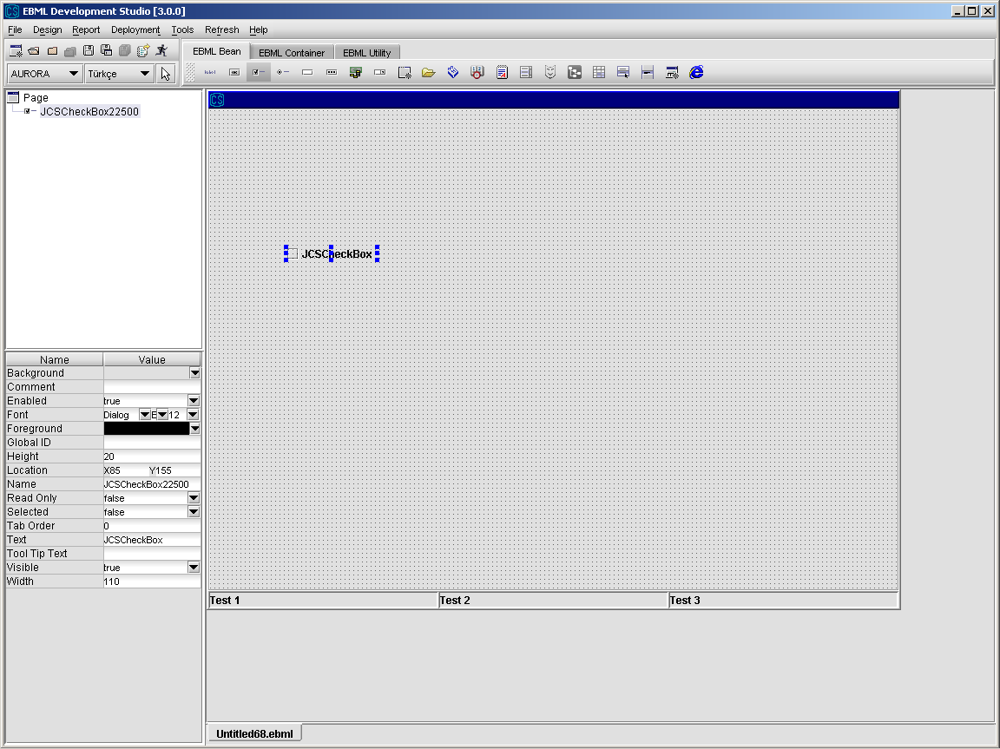 EBML Development Studio [3.0.0]
File Design Report Deployment Tools Refresh Help
EBML Bean EBML Container EBML Utility
AURORA Türkçe
Page
JCSCheckBox22500
CS
JCSCheckBox
Name Value
Background
Comment
Enabled true
Font Dialog 12
Foreground
Global ID
Height 20
Location X85 Y155
Name JCSCheckBox22500
Read Only false
Selected false
Tab Order 0
Text JCSCheckBox
Tool Tip Text
Visible true
Width 110
Test 1 Test 2 Test 3
Untitled68.ebml